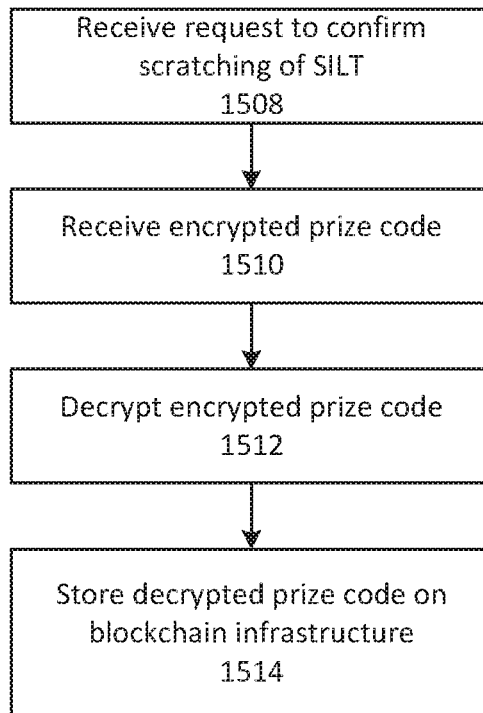 Receive request to confirm
scratching of SILT
1508
Receive encrypted prize code
1510
Decrypt encrypted prize code
1512
Store decrypted prize code on
blockchain infrastructure
1514